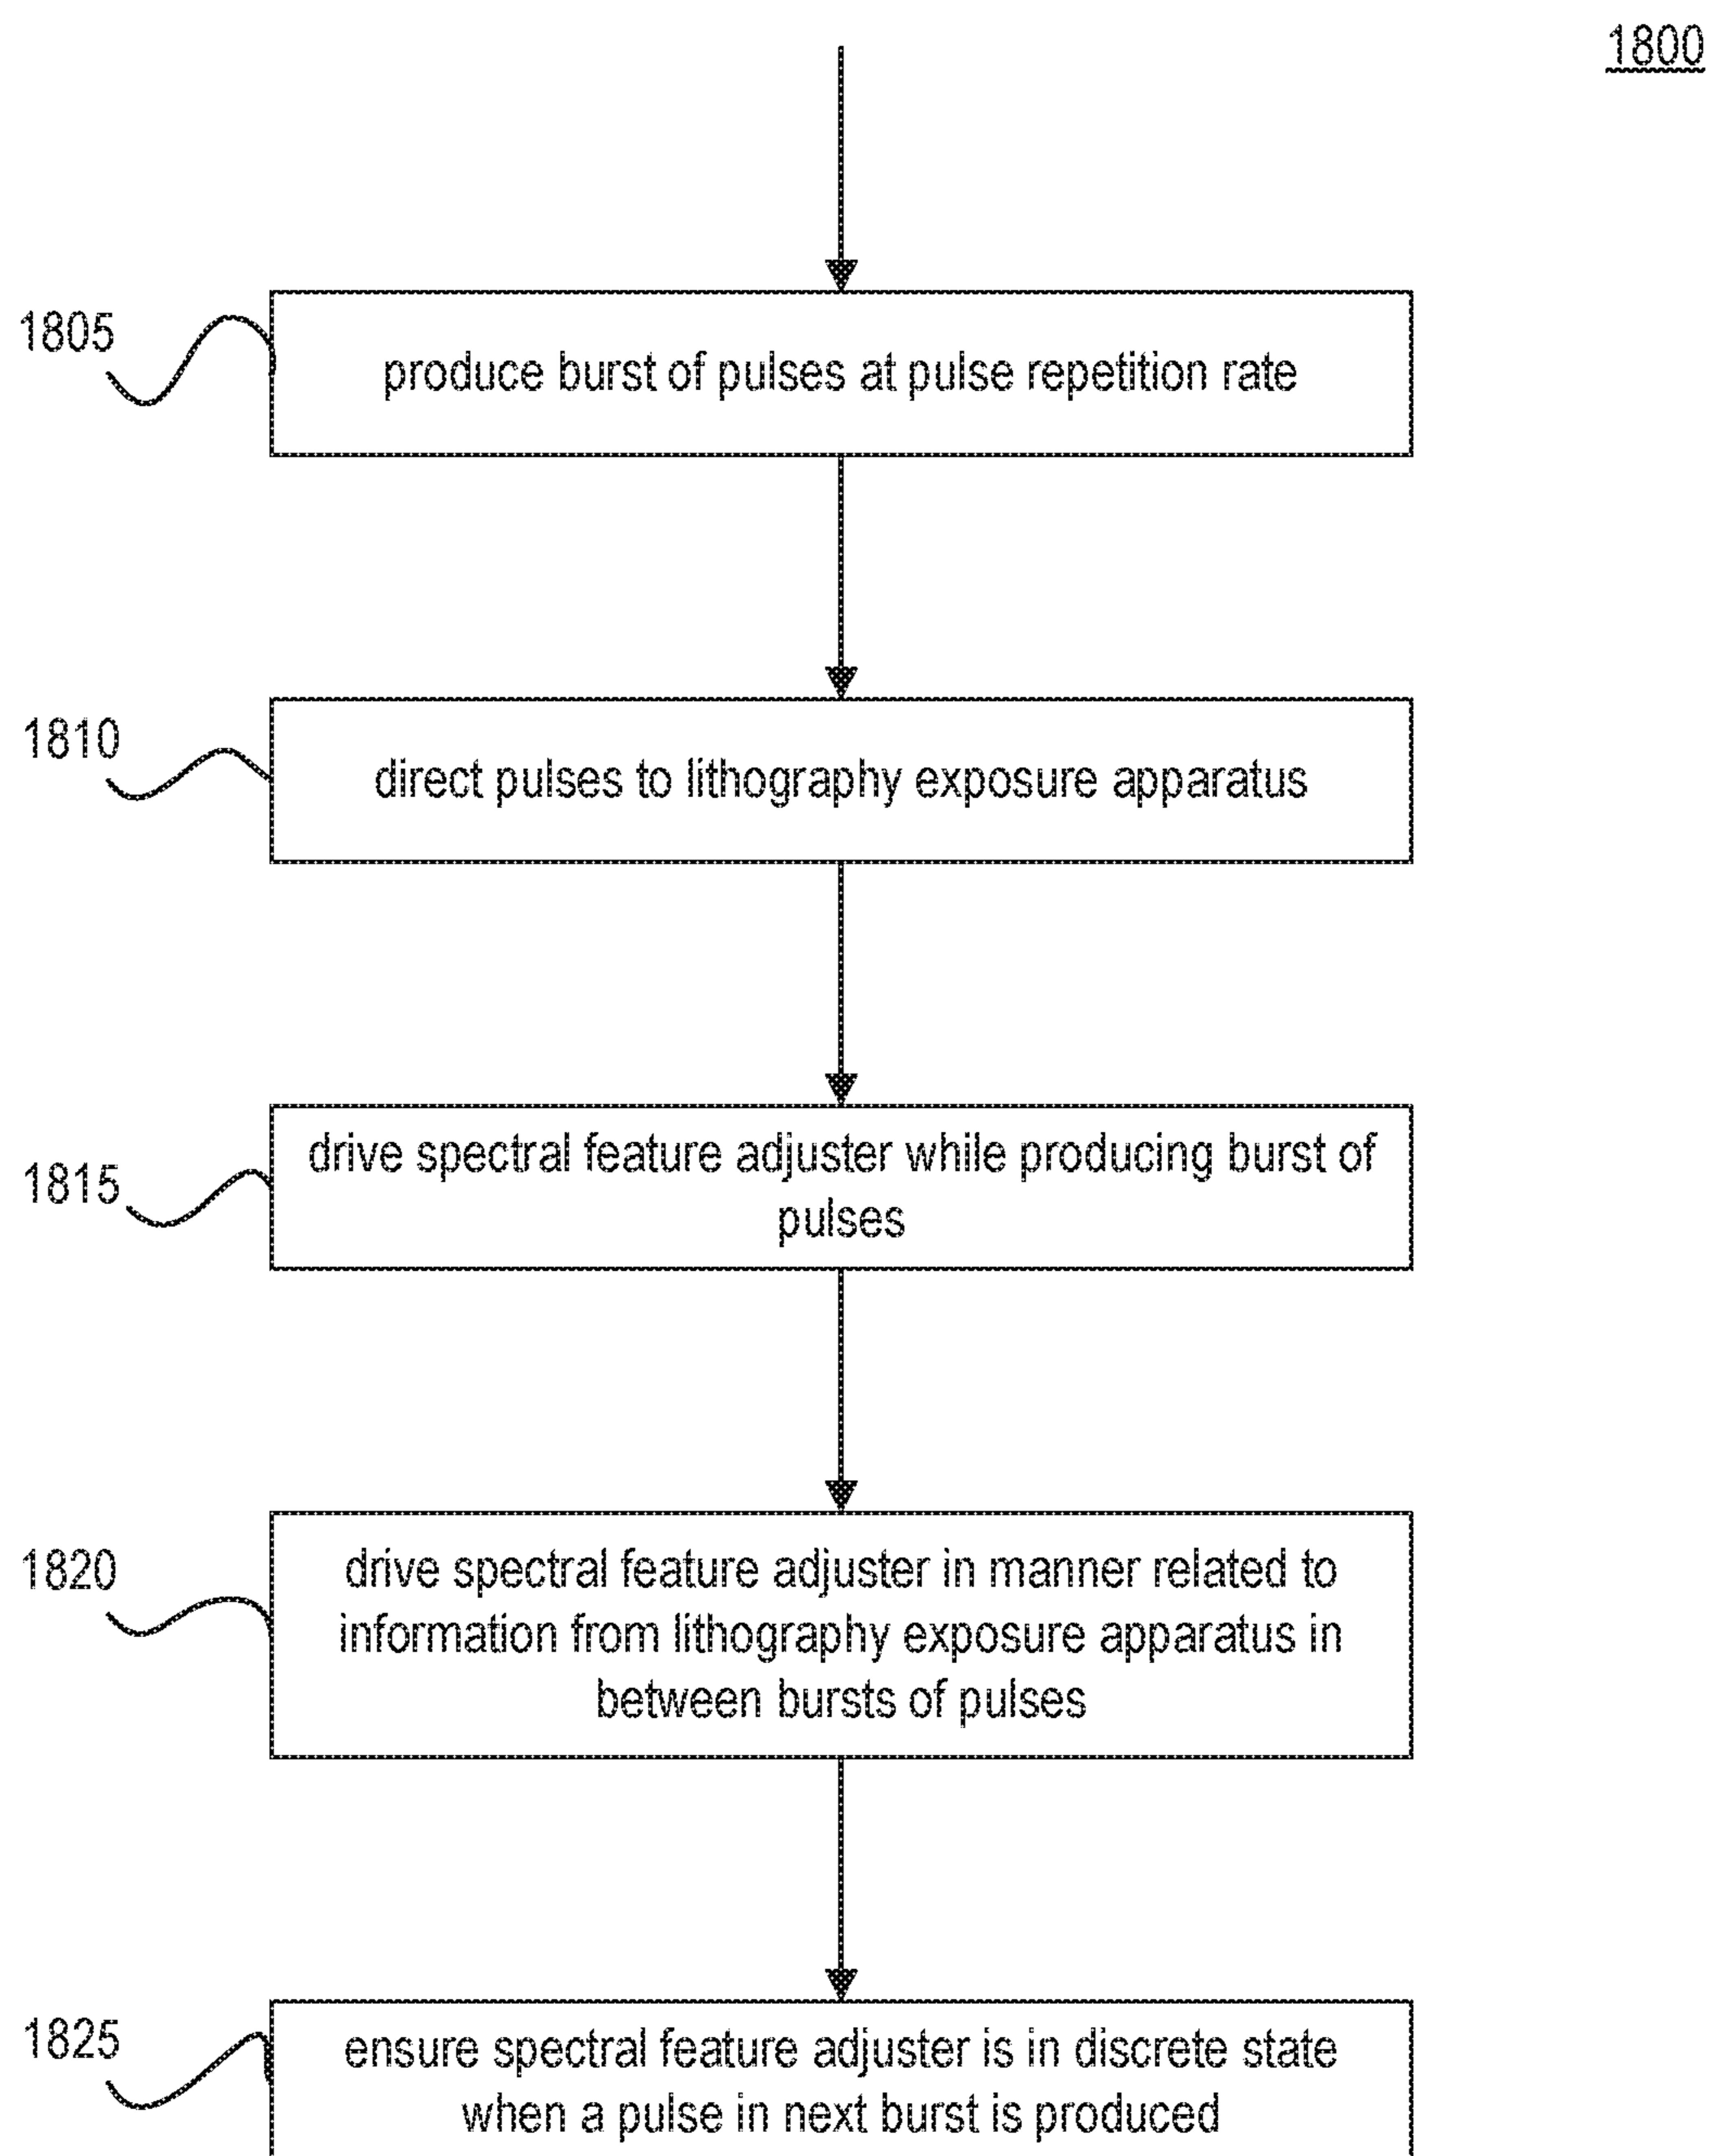 1800
1805
produce burst of pulses at pulse repetition rate
1810
direct pulses to lithography exposure apparatus
1815
drive spectral feature adjuster while producing burst of
pulses
1820
drive spectral feature adjuster in manner related to
information from lithography exposure apparatus in
between bursts of pulses
1825
ensure spectral feature adjuster is in discrete state
when a pulse in next burst is produced